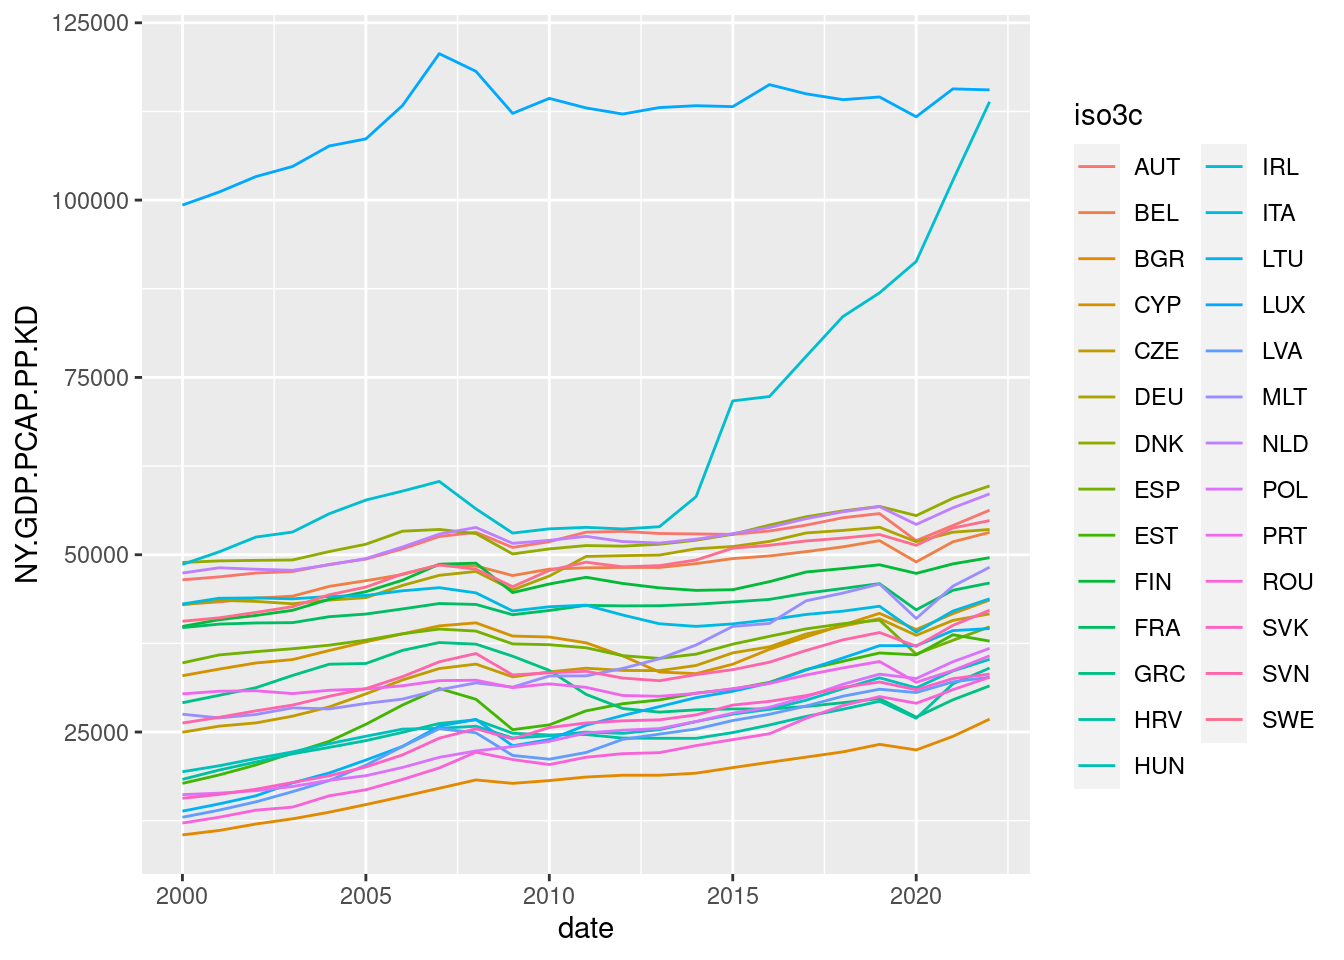 125000
100000
75000
50000
25000
NY.GDP.PCAP.PP.KD
2000
2005
2010
2015
2020
date
iso3c
AUT
BEL
BGR
CYP
CZE
DEU
DNK
ESP
EST
FIN
FRA
GRC
HRV
HUN
IRL
ITA
LTU
LUX
LVA
MLT
NLD
POL
PRT
ROU
SVK
SVN
SWE